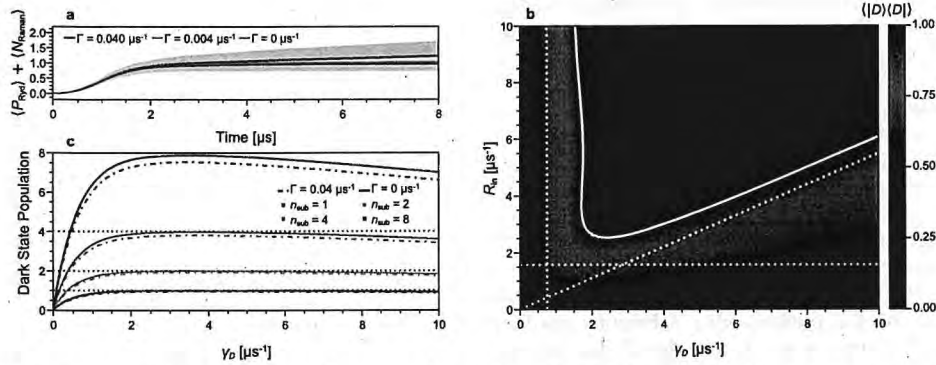 a
⟨P_Ryd⟩ + ⟨N_Raman⟩
2.0
1.5
1.0
0.5
0.0
Γ = 0.040 μs⁻¹ Γ = 0.004 μs⁻¹ Γ = 0 μs⁻¹
0 2 4 6 8
Time [μs]
c
Dark State Population
8
6
4
2
0
Γ = 0.04 μs⁻¹ Γ = 0 μs⁻¹
n_sub = 1 n_sub = 2
n_sub = 4 n_sub = 8
0 2 4 6 8 10
γ_D [μs⁻¹]
b
⟨|D⟩⟨D|⟩
R_in [μs⁻¹]
10
8
6
4
2
0
0 2 4 6 8 10
γ_D [μs⁻¹]
1.00
0.75
0.50
0.25
0.00